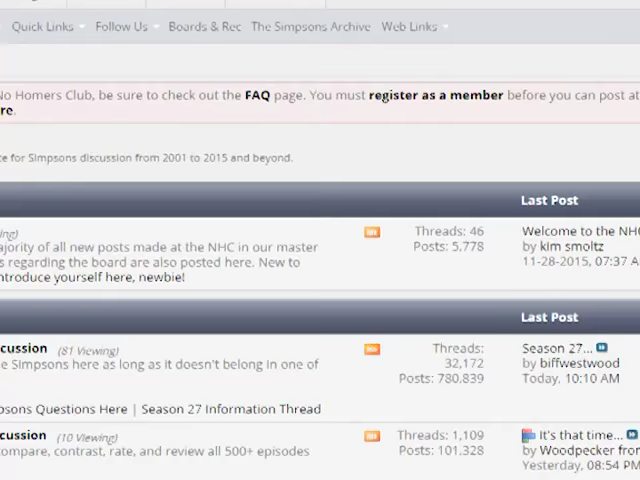 Quick Links Follow Us Boards & Rec The Simpsons Archive Web Links
No Homers Club, be sure to check out the FAQ page. You must register as a member before you can post at
re.
e for Simpsons discussion from 2001 to 2015 and beyond.
Last Post
ing)
ajority of all new posts made at the NHC in our master
s regarding the board are also posted here. New to
ntroduce yourself here, newbie!
Threads: 46
Posts: 5,778
Welcome to the NHC
by kim smoltz
11-28-2015, 07:37 A
Last Post
cussion (81 Viewing)
e Simpsons here as long as it doesn't belong in one of
psons Questions Here | Season 27 Information Thread
Threads:
32,172
Posts: 780,839
Season 27...
by biffwestwood
Today, 10:10 AM
cussion (10 Viewing)
compare, contrast, rate, and review all 500+ episodes
Threads: 1,109
Posts: 101,328
It's that time...
by Woodpecker from
Yesterday, 08:54 PM